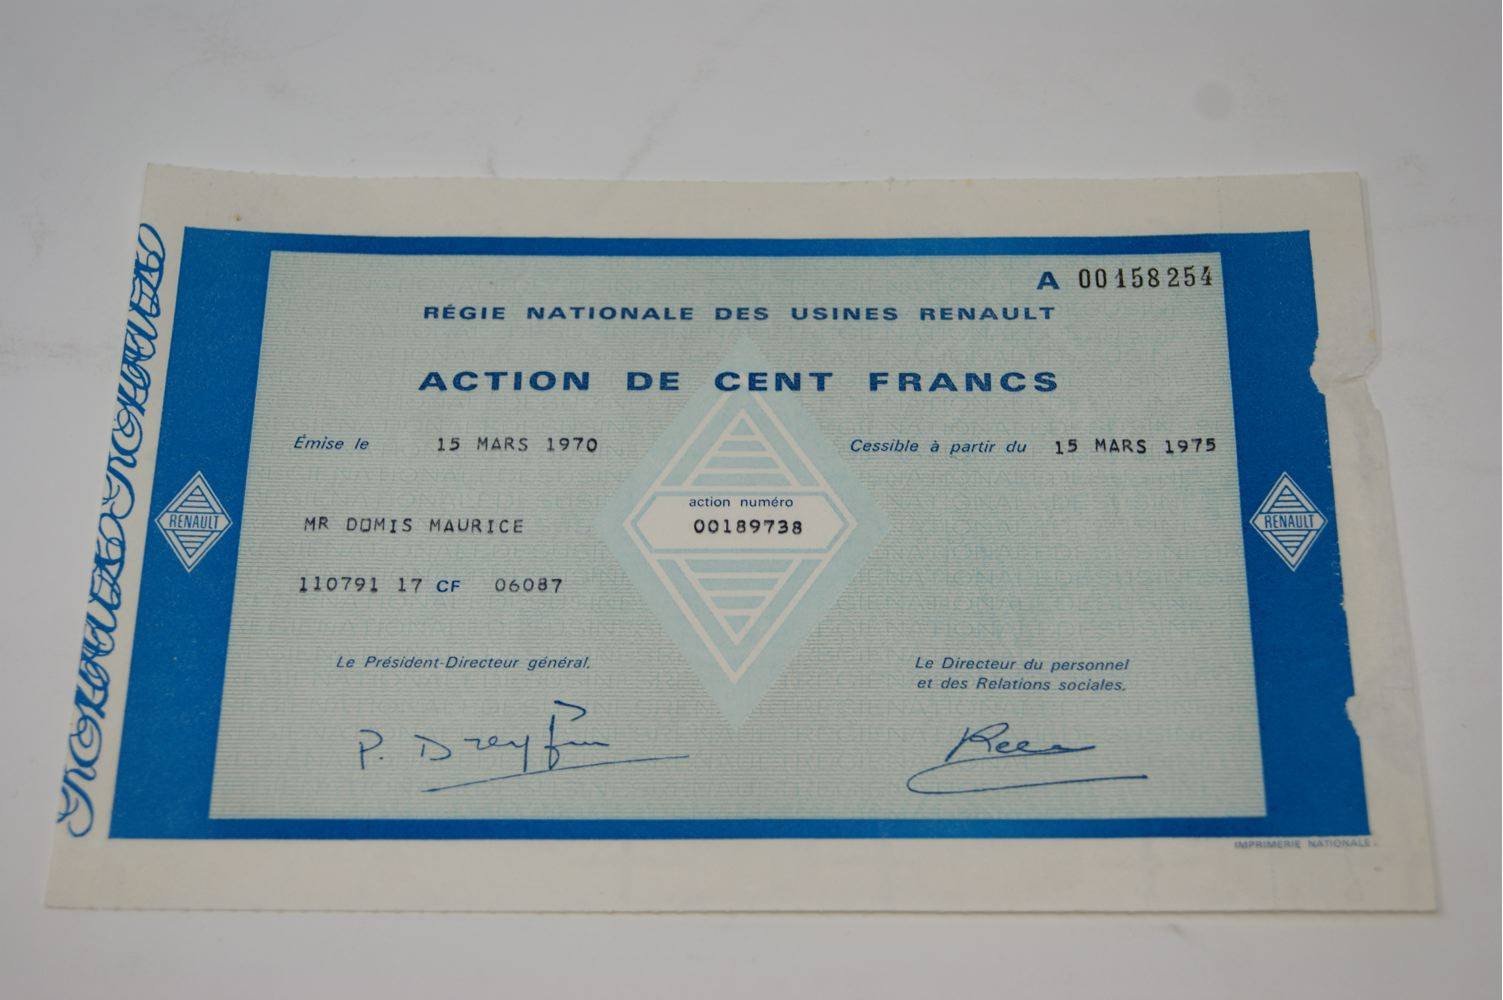 A 00158254
RÉGIE NATIONALE DES USINES RENAULT
ACTION DE CENT FRANCS
Émise le 15 MARS 1970 Cessible à partir du 15 MARS 1975
action numéro
00189738
MR DOMIS MAURICE
110791 17 CF 06087
RENAULT
RENAULT
Le Président-Directeur général,
Le Directeur du personnel
et des Relations sociales,
P. Dreyfus
IMPRIMERIE NATIONALE.